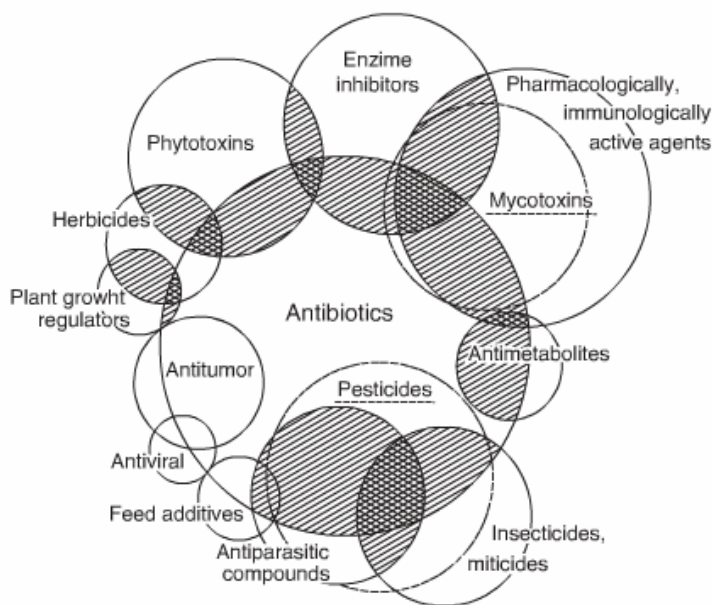 Enzime
inhibitors
Pharmacologically,
immunologically
active agents
Phytotoxins
Mycotoxins
Herbicides
Plant growht
regulators
Antibiotics
Antimetabolites
Antitumor
Pesticides
Antiviral
Feed additives
Antiparasitic
compounds
Insecticides,
miticides